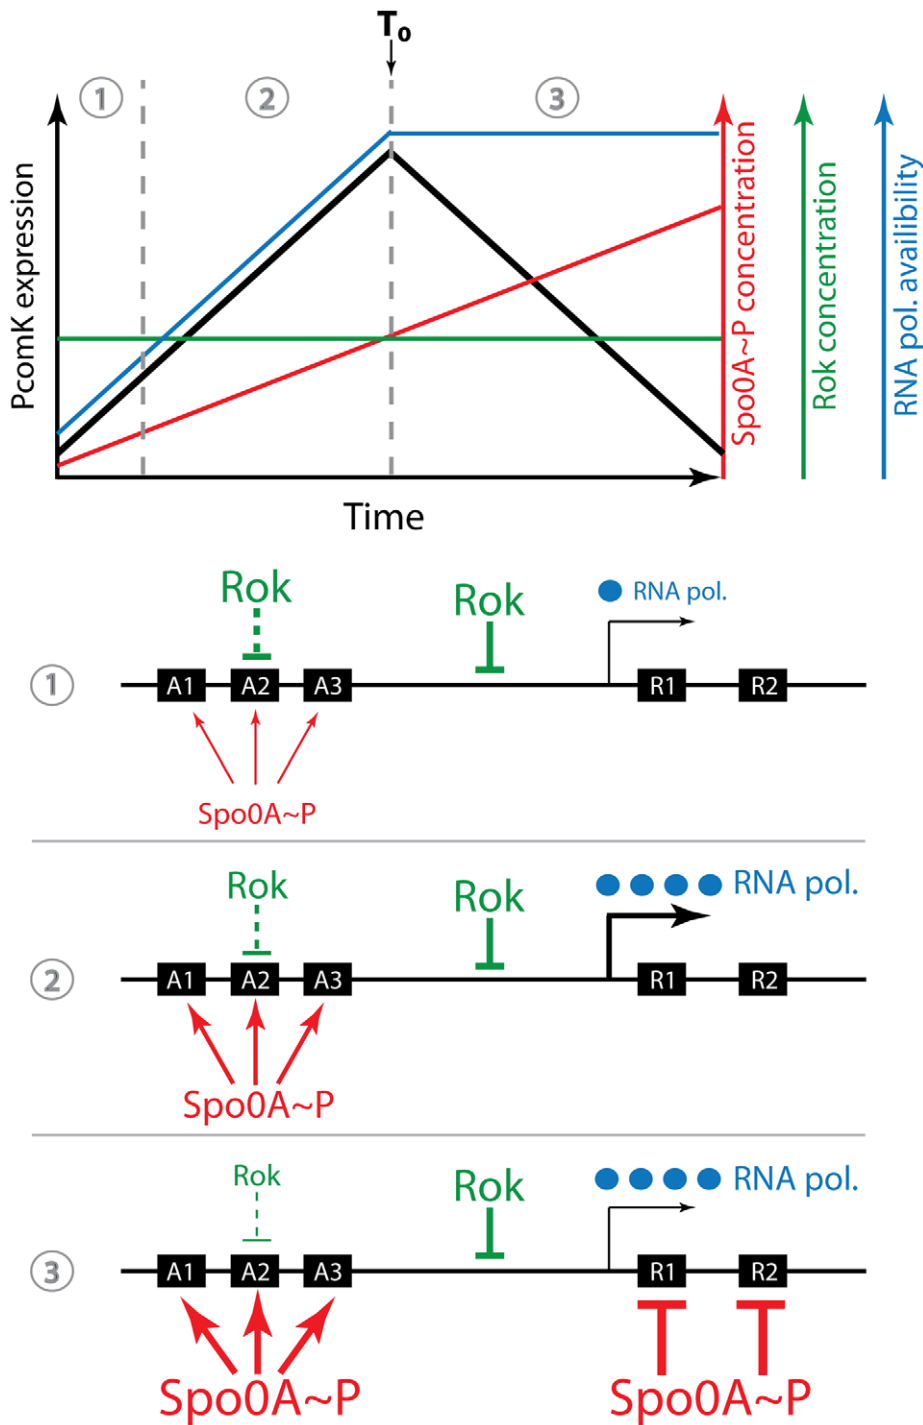 T0
1 2 3
PcomK expression
Spo0A~P concentration
Rok concentration
RNA pol. availibility
Time
Rok Rok RNA pol.
1 A1 A2 A3 R1 R2
Spo0A~P
Rok Rok RNA pol.
2 A1 A2 A3 R1 R2
Spo0A~P
Rok Rok RNA pol.
3 A1 A2 A3 R1 R2
Spo0A~P Spo0A~P